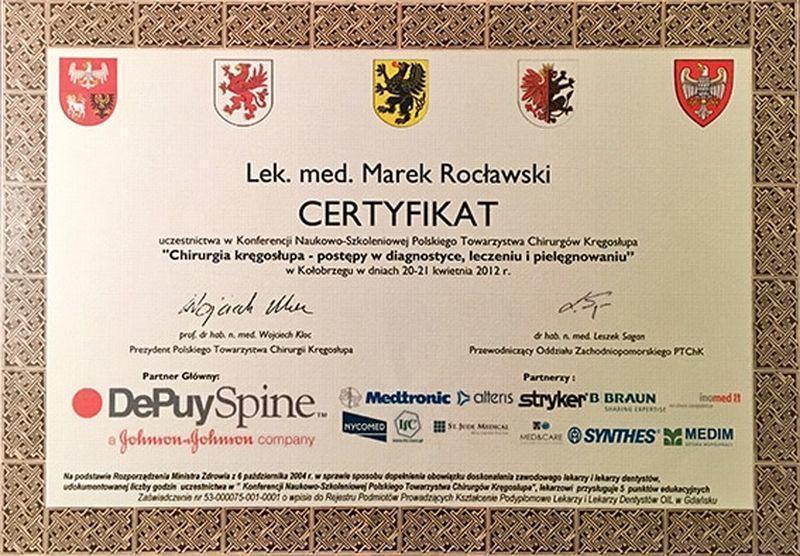 Lek. med. Marek Rocławski
CERTYFIKAT
uczestnictwa w Konferencji Naukowo-Szkoleniowej Polskiego Towarzystwa Chirurgów Kręgosłupa
"Chirurgia kręgosłupa - postępy w diagnostyce, leczeniu i pielęgnowaniu"
w Kołobrzegu w dniach 20-21 kwietnia 2012 r.
prof. dr hab. n. med. Wojciech Kloc
dr hab n. med. Leszek Sagan
Prezydent Polskiego Towarzystwa Chirurgii Kręgosłupa
Przewodniczący Oddziału Zachodniopomorskiego PTChK
Partner Główny:
Partnerzy :
DePuySpine™
a Johnson&Johnson company
Medtronic alteris stryker B BRAUN inomed
SHARING EXPERTISE
NYCOMED IfC ST. JUDE MEDICAL MED&CARE SYNTHES MEDIM
Na podstawie Rozporządzenia Ministra Zdrowia z 6 października 2004 r. w sprawie sposobu dopełnienia obowiązku doskonalenia zawodowego lekarzy i lekarzy dentystów,
udokumentowanej liczby godzin uczestnictwa w " Konferencji Naukowo-Szkoleniowej Polskiego Towarzystwa Chirurgów Kręgosłupa", lekarzowi przysługuje 5 punktów edukacyjnych
Zaświadczenie nr 53-000075-001-0001 o wpisie do Rejestru Podmiotów Prowadzących Kształcenie Podyplomowe Lekarzy i Lekarzy Dentystów OIL w Gdańsku